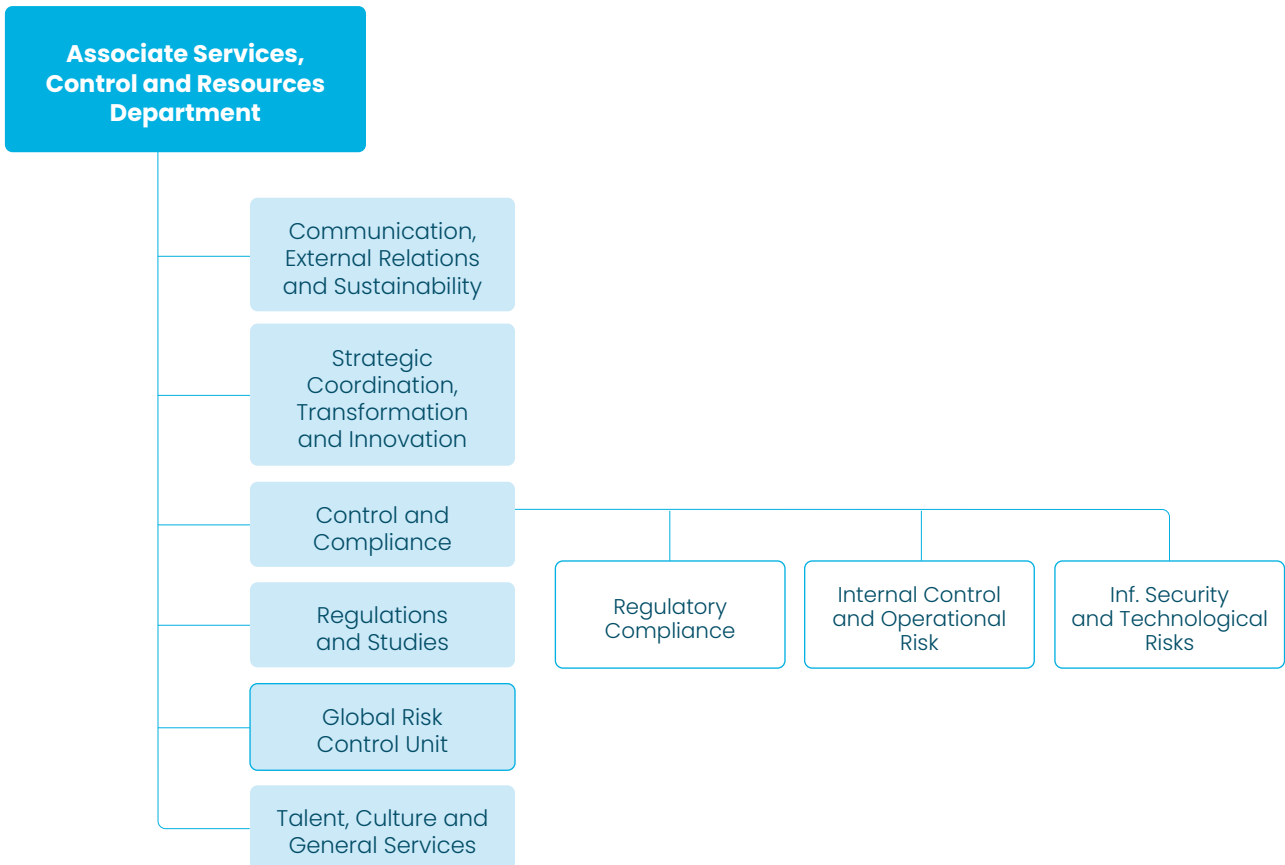 Associate Services,
Control and Resources
Department
Communication,
External Relations
and Sustainability
Strategic
Coordination,
Transformation
and Innovation
Control and
Compliance
Regulatory
Compliance
Internal Control
and Operational
Risk
Inf. Security
and Technological
Risks
Regulations
and Studies
Global Risk
Control Unit
Talent, Culture and
General Services